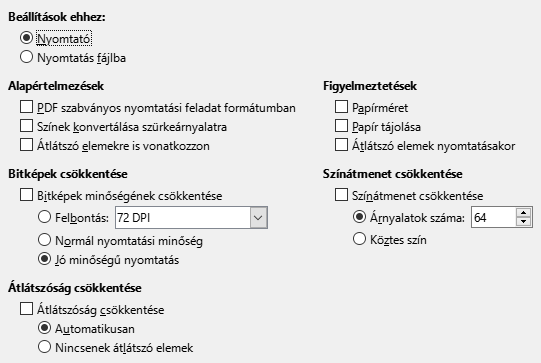 Beállítások ehhez:
Nyomtató
Nyomtatás fájlba
Alapértelmezések
PDF szabványos nyomtatási feladat formátumban
Színek konvertálása szürkeárnyalatra
Átlátszó elemekre is vonatkozzon
Figyelmeztetések
Papírméret
Papír tájolása
Átlátszó elemek nyomtatásakor
Bitképek csökkentése
Bitképek minőségének csökkentése
Felbontás: 72 DPI
Normál nyomtatási minőség
Jó minőségű nyomtatás
Színátmenet csökkentése
Színátmenet csökkentése
Árnyalatok száma: 64
Köztes szín
Átlátszóság csökkentése
Átlátszóság csökkentése
Automatikusan
Nincsenek átlátszó elemek